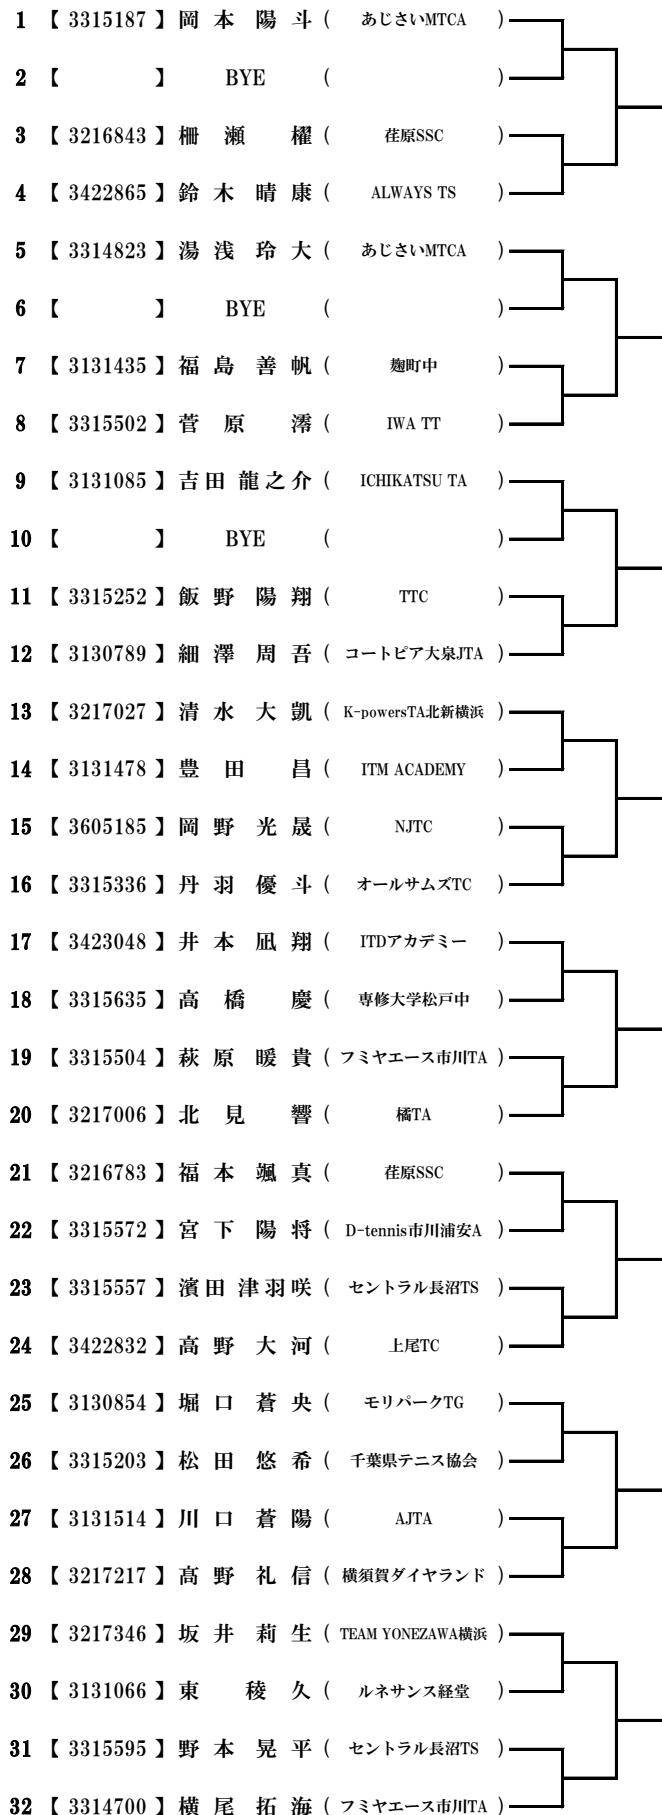 1 【 3315187 】 岡本 陽斗 ( あじさいMTCA )
2 【 】 BYE ( )
3 【 3216843 】 柵瀬 櫂 ( 荏原SSC )
4 【 3422865 】 鈴木 晴康 ( ALWAYS TS )
5 【 3314823 】 湯浅 玲大 ( あじさいMTCA )
6 【 】 BYE ( )
7 【 3131435 】 福島 善帆 ( 麹町中 )
8 【 3315502 】 菅原 澪 ( IWA TT )
9 【 3131085 】 吉田 龍之介 ( ICHIKATSU TA )
10 【 】 BYE ( )
11 【 3315252 】 飯野 陽翔 ( TTC )
12 【 3130789 】 細澤 周吾 ( コートピア大泉JTA )
13 【 3217027 】 清水 大凱 ( K-powersTA北新横浜 )
14 【 3131478 】 豊田 昌 ( ITM ACADEMY )
15 【 3605185 】 岡野 光晟 ( NJTC )
16 【 3315336 】 丹羽 優斗 ( オールサムズTC )
17 【 3423048 】 井本 凪翔 ( ITDアカデミー )
18 【 3315635 】 高橋 慶 ( 専修大学松戸中 )
19 【 3315504 】 萩原 暖貴 ( フミヤエース市川TA )
20 【 3217006 】 北見 響 ( 橘TA )
21 【 3216783 】 福本 颯真 ( 荏原SSC )
22 【 3315572 】 宮下 陽将 ( D-tennis市川浦安A )
23 【 3315557 】 濱田 津羽咲 ( セントラル長沼TS )
24 【 3422832 】 高野 大河 ( 上尾TC )
25 【 3130854 】 堀口 蒼央 ( モリパークTG )
26 【 3315203 】 松田 悠希 ( 千葉県テニス協会 )
27 【 3131514 】 川口 蒼陽 ( AJTA )
28 【 3217217 】 髙野 礼信 ( 横須賀ダイヤランド )
29 【 3217346 】 坂井 莉生 ( TEAM YONEZAWA横浜 )
30 【 3131066 】 東 稜久 ( ルネサンス経堂 )
31 【 3315595 】 野本 晃平 ( セントラル長沼TS )
32 【 3314700 】 横尾 拓海 ( フミヤエース市川TA )